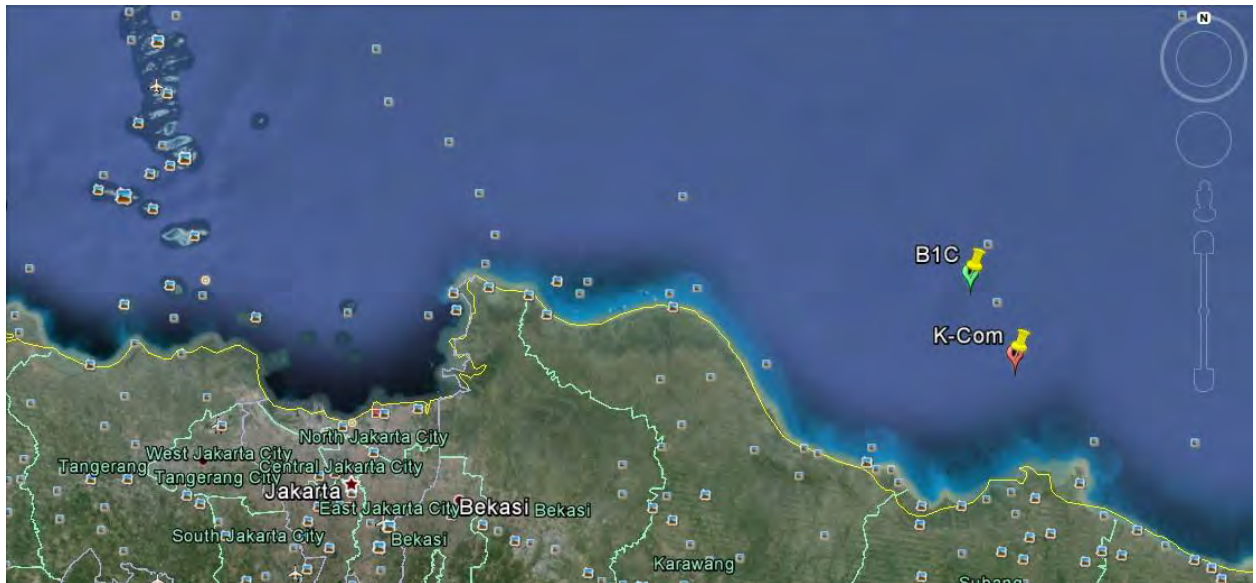 N
B1C
K-Com
North Jakarta City
West Jakarta City
Central Jakarta City
Tangerang
Tangerang City
Jakarta
East Jakarta City
Bekasi
Bekasi
South Jakarta City
Bekasi
Karawang
Subang